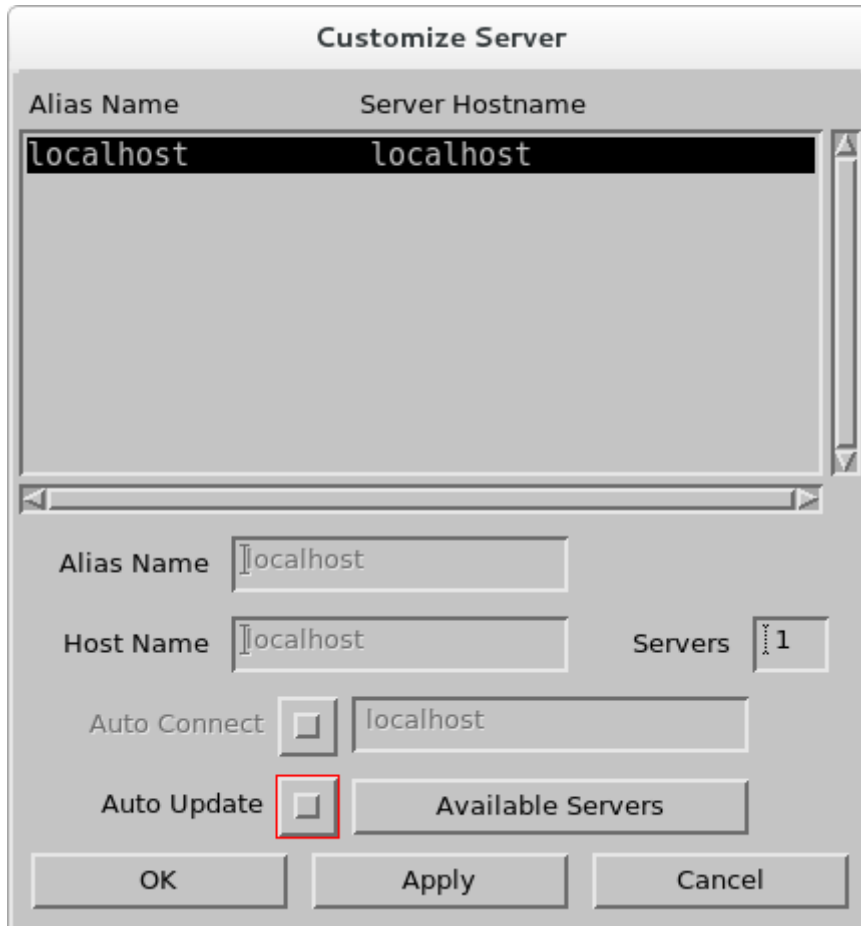 Customize Server
Alias Name Server Hostname
localhost localhost
Alias Name localhost
Host Name localhost Servers 1
Auto Connect localhost
Auto Update Available Servers
OK Apply Cancel